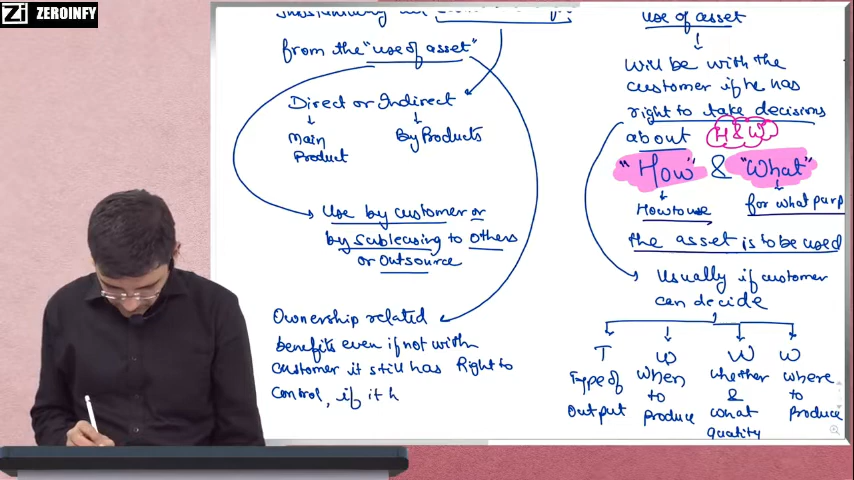 Zi ZEROINFY
from the "use of asset"
Direct or Indirect
Main
Product
By Products
Use by customer or
by subleasing to others
or outsource
Ownership related
benefits even if not with
customer it still has Right to
control, if it h
use of asset
Will be with the
customer if he has
right to take decisions
about H & W
"How" & "What"
How to use
for what purp
the asset is to be used
Usually if customer
can decide
T W W W
Type of
output
When
to
produce
whether
&
what
quality
where
to
produce